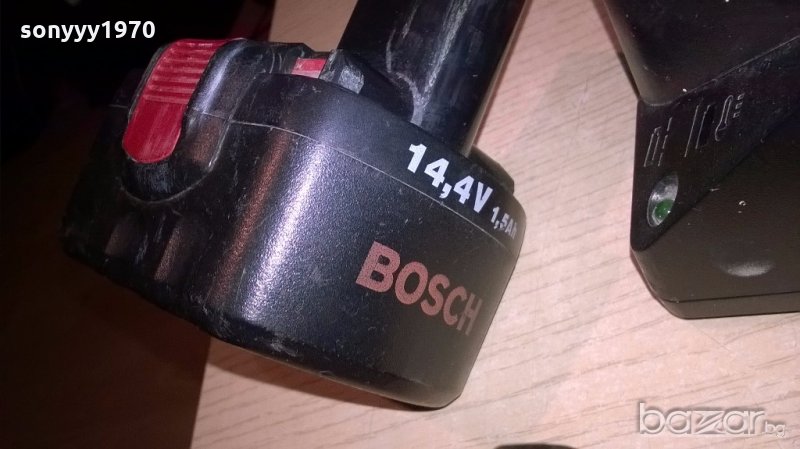 sonyyy1970
14,4V 1,5Ah
BOSCH
bazar.bg